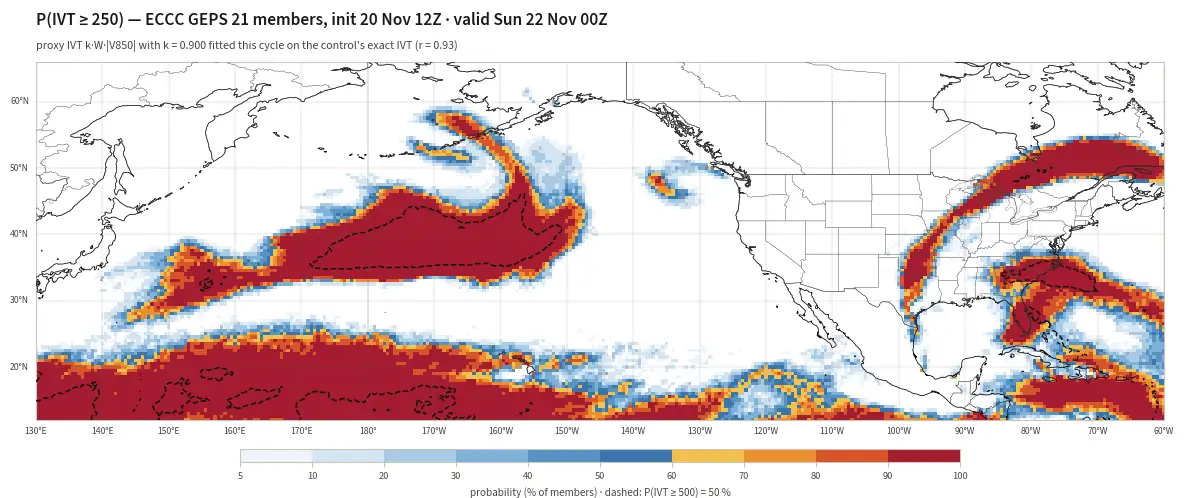 P(IVT ≥ 250) — ECCC GEPS 21 members, init 20 Nov 12Z · valid Sun 22 Nov 00Z
proxy IVT k·W·|V850| with k = 0.900 fitted this cycle on the control's exact IVT (r = 0.93)
60°N
50°N
40°N
30°N
20°N
130°E 140°E 150°E 160°E 170°E 180° 170°W 160°W 150°W 140°W 130°W 120°W 110°W 100°W 90°W 80°W 70°W 60°W
5 10 20 30 40 50 60 70 80 90 100
probability (% of members) · dashed: P(IVT ≥ 500) = 50 %